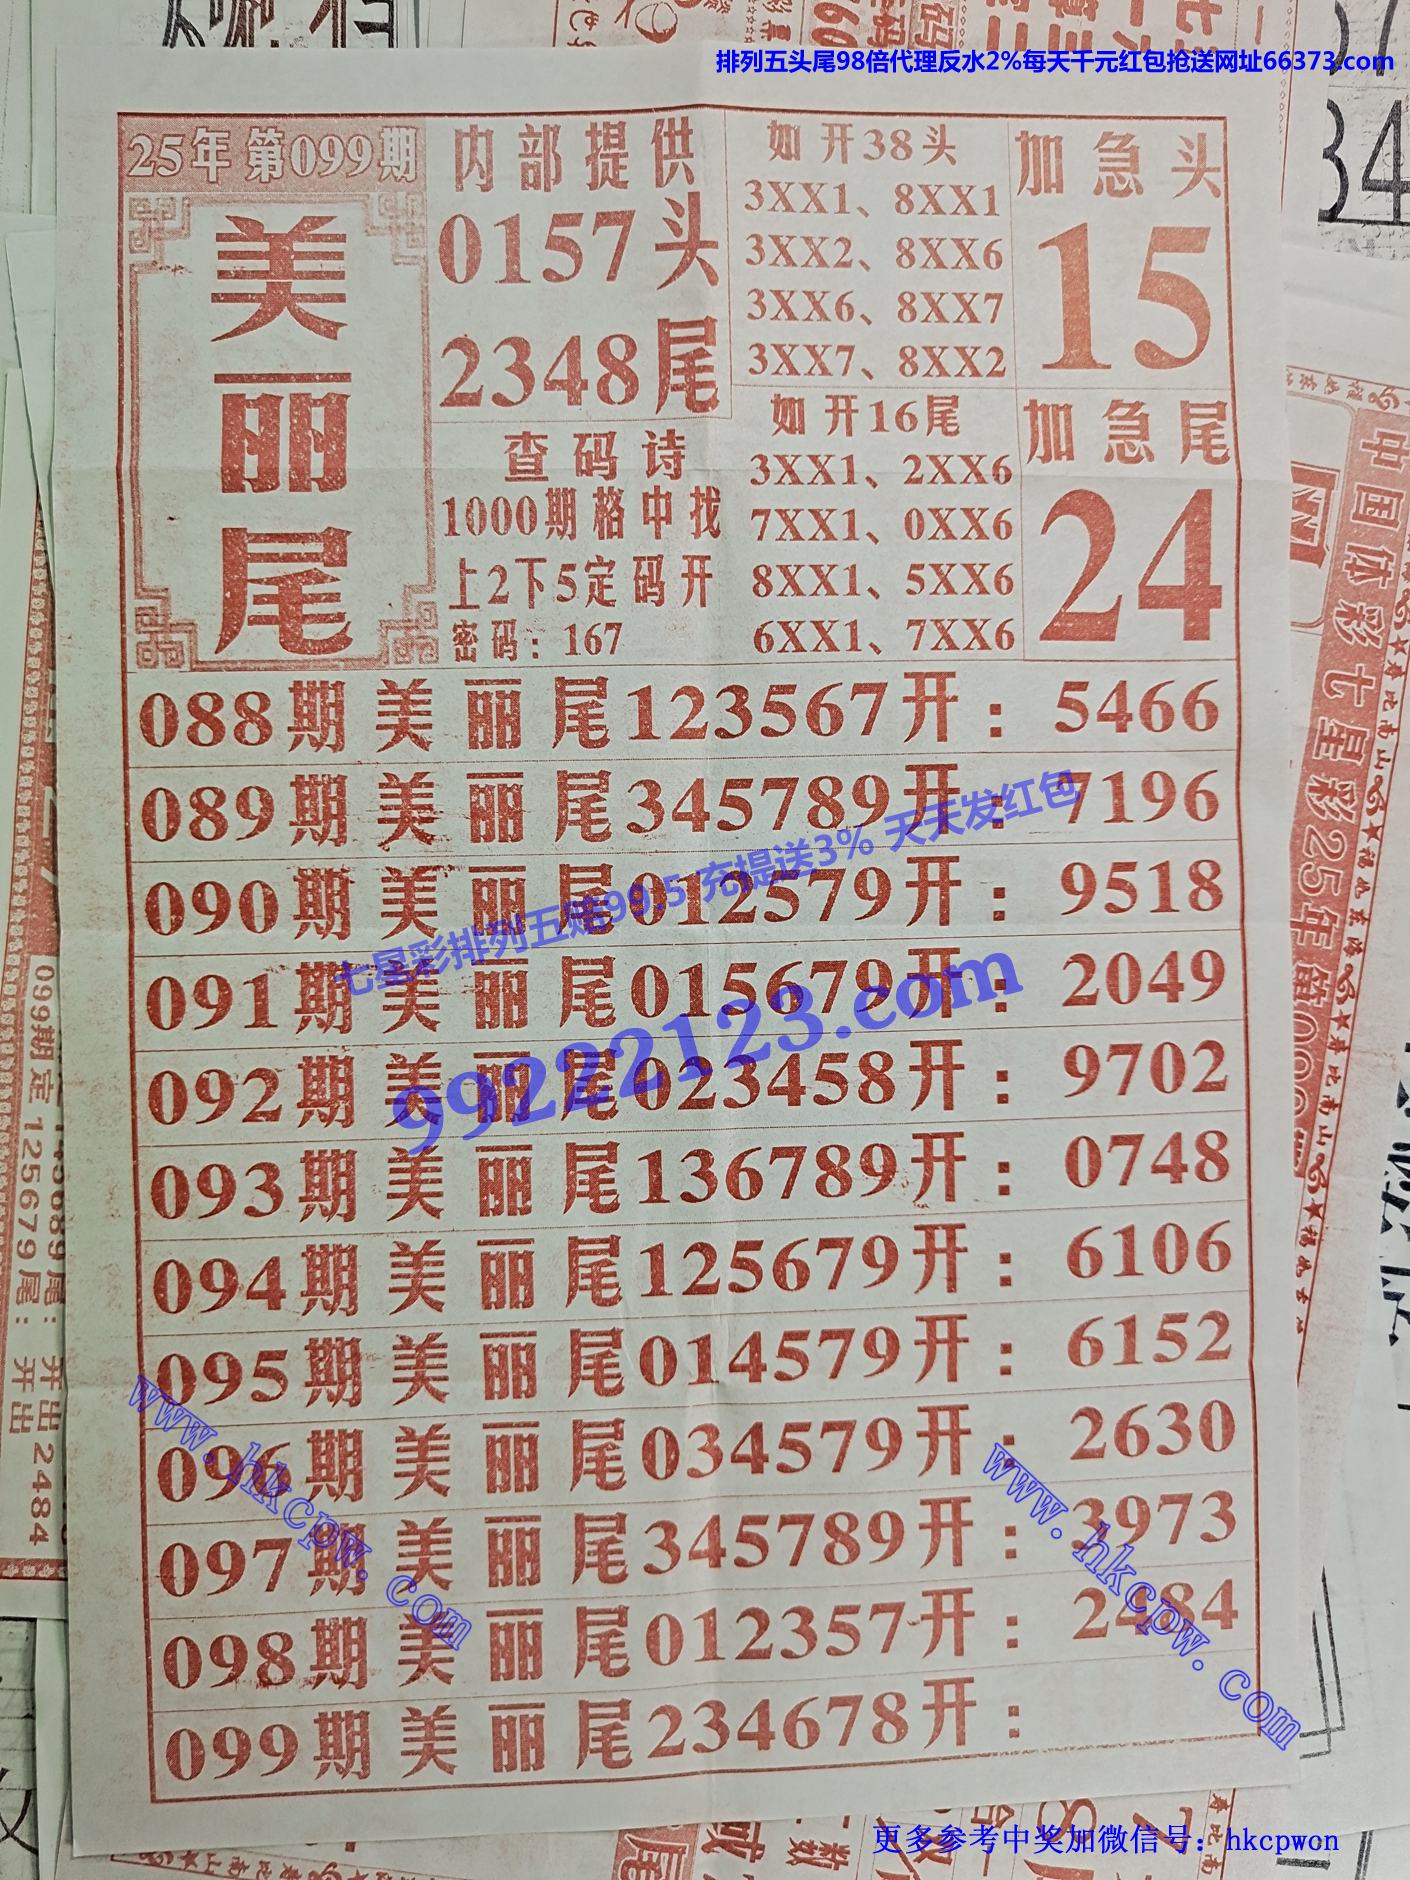 排列五头尾98倍代理反水2%每天千元红包抢送网址66373.com
25年第099期
美丽尾
内部提供
0157头
2348尾
查码诗
1000期格中找
上2下5定码开
密码：167
如开38头
3XX1、8XX1
3XX2、8XX6
3XX6、8XX7
3XX7、8XX2
如开16尾
3XX1、2XX6
7XX1、0XX6
8XX1、5XX6
6XX1、7XX6
加急头
15
加急尾
24
088期美丽尾123567开：5466
089期美丽尾345789开：7196
090期美丽尾012579开：9518
091期美丽尾015679开：2049
092期美丽尾023458开：9702
093期美丽尾136789开：0748
094期美丽尾125679开：6106
095期美丽尾014579开：6152
096期美丽尾034579开：2630
097期美丽尾345789开：3973
098期美丽尾012357开：2484
099期美丽尾234678开：
七星彩排列五赔99.5 充提送3% 天天发红包
99222123.com
www.hkcpw.com
www.hkcpw.com
中国体彩七星彩25年第09
099期定125679尾：开出
689尾：开出2484
更多参考中奖加微信号：hkcpwcn